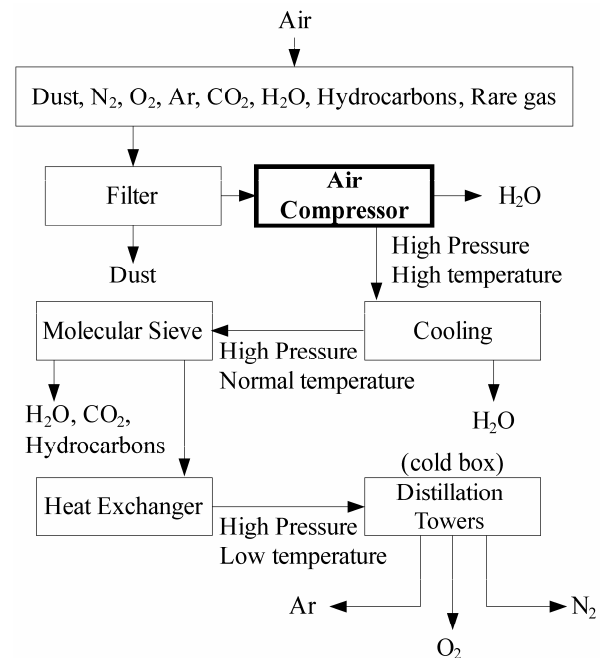 Air
Dust, N₂, O₂, Ar, CO₂, H₂O, Hydrocarbons, Rare gas
Filter
Air
Compressor
H₂O
Dust
High Pressure
High temperature
Molecular Sieve
Cooling
High Pressure
Normal temperature
H₂O, CO₂,
Hydrocarbons
H₂O
(cold box)
Heat Exchanger
Distillation
Towers
High Pressure
Low temperature
Ar
O₂
N₂